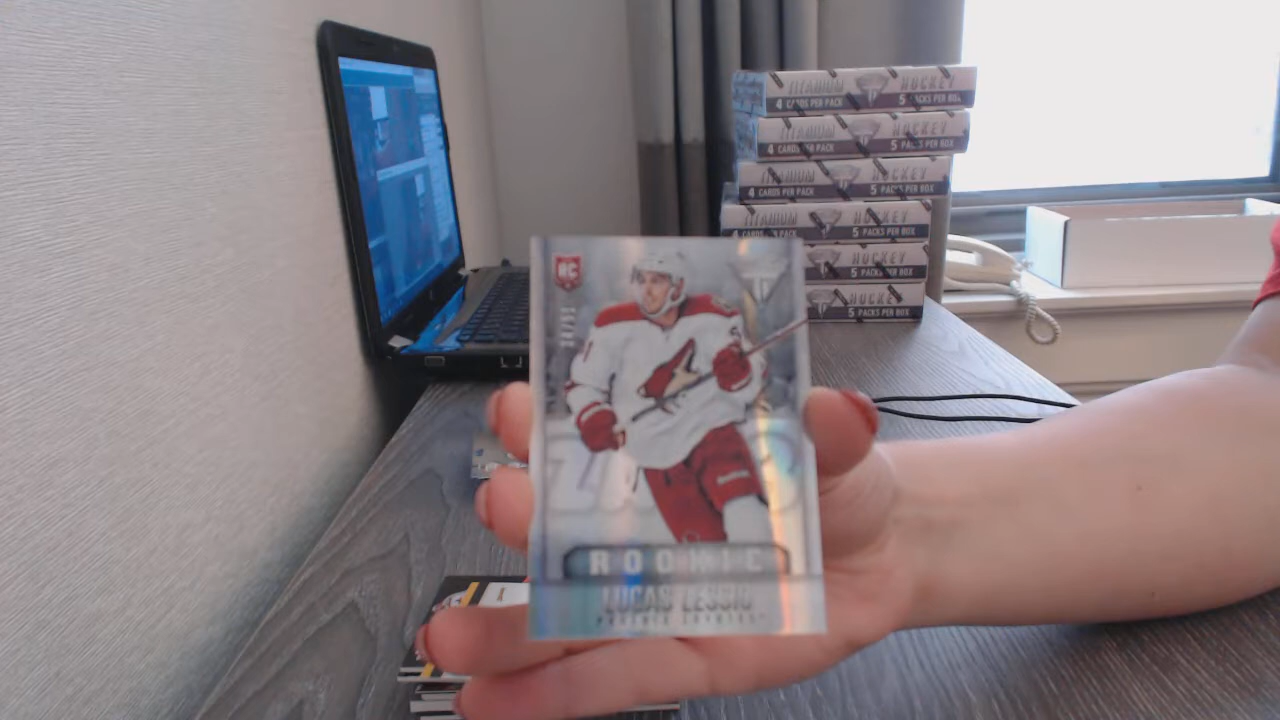 TITANIUM HOCKEY
4 CARDS PER PACK 5 PACKS PER BOX
TITANIUM HOCKEY
4 CARDS PER PACK 5 PACKS PER BOX
TITANIUM HOCKEY
4 CARDS PER PACK 5 PACKS PER BOX
TITANIUM HOCKEY
4 CARDS PER PACK 5 PACKS PER BOX
HOCKEY
5 PACKS PER BOX
HOCKEY
5 PACKS PER BOX
RC
ROOKIE
LUCAS LESSIO
PHOENIX COYOTES